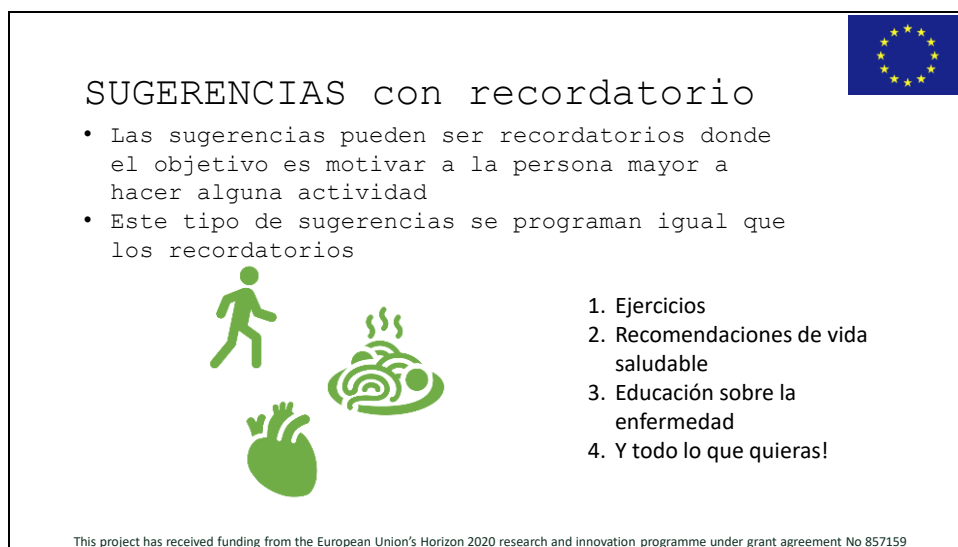 SUGERENCIAS con recordatorio
• Las sugerencias pueden ser recordatorios donde
el objetivo es motivar a la persona mayor a
hacer alguna actividad
• Este tipo de sugerencias se programan igual que
los recordatorios
1. Ejercicios
2. Recomendaciones de vida
saludable
3. Educación sobre la
enfermedad
4. Y todo lo que quieras!
This project has received funding from the European Union's Horizon 2020 research and innovation programme under grant agreement No 857159